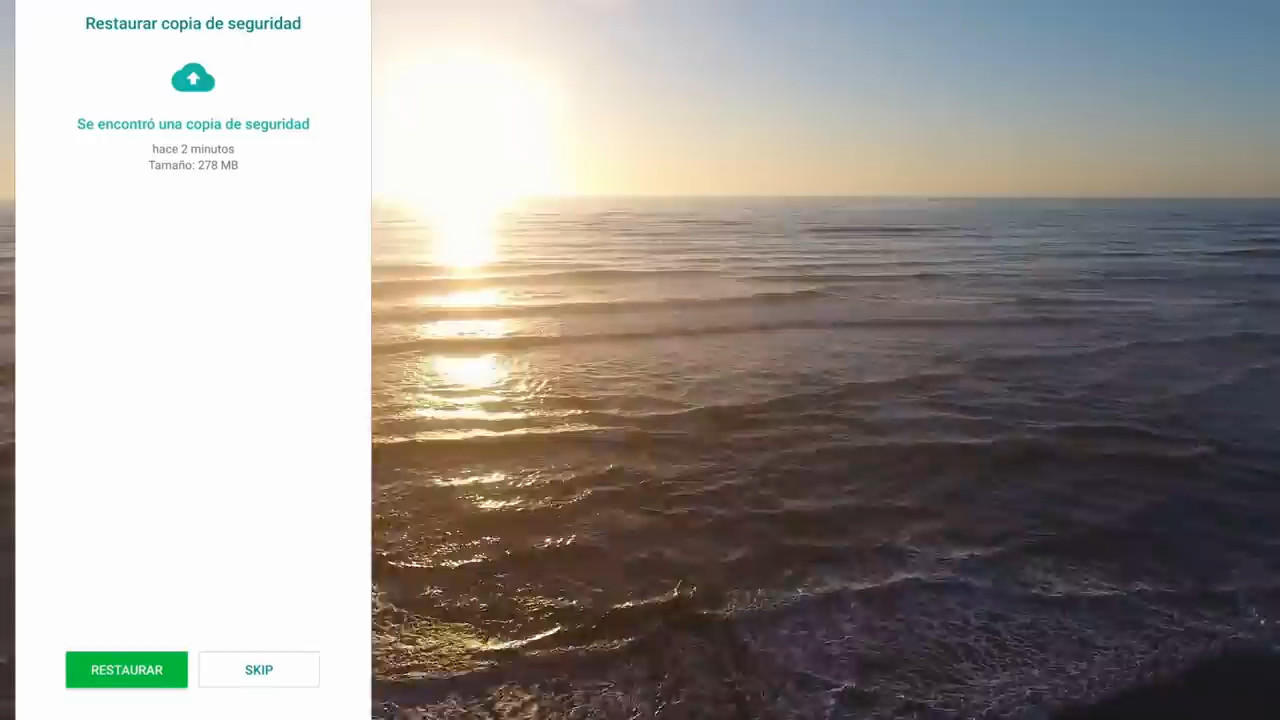 Restaurar copia de seguridad
Se encontró una copia de seguridad
hace 2 minutos
Tamaño: 278 MB
RESTAURAR
SKIP